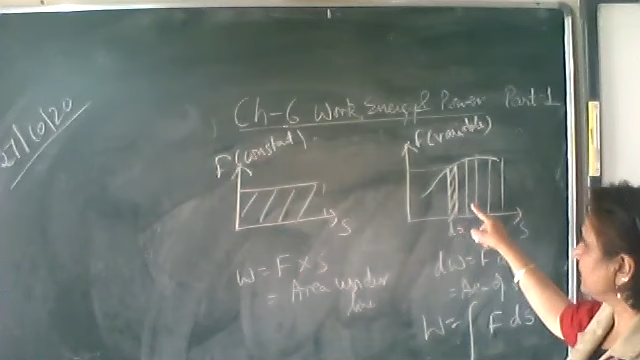 27/10/20
Ch-6 Work, Energy & Power Part-1
F(constant)
S
W = F × S
= Area under
line
F(variable)
ds
S
dW = F
= Area of
W = ∫ F ds